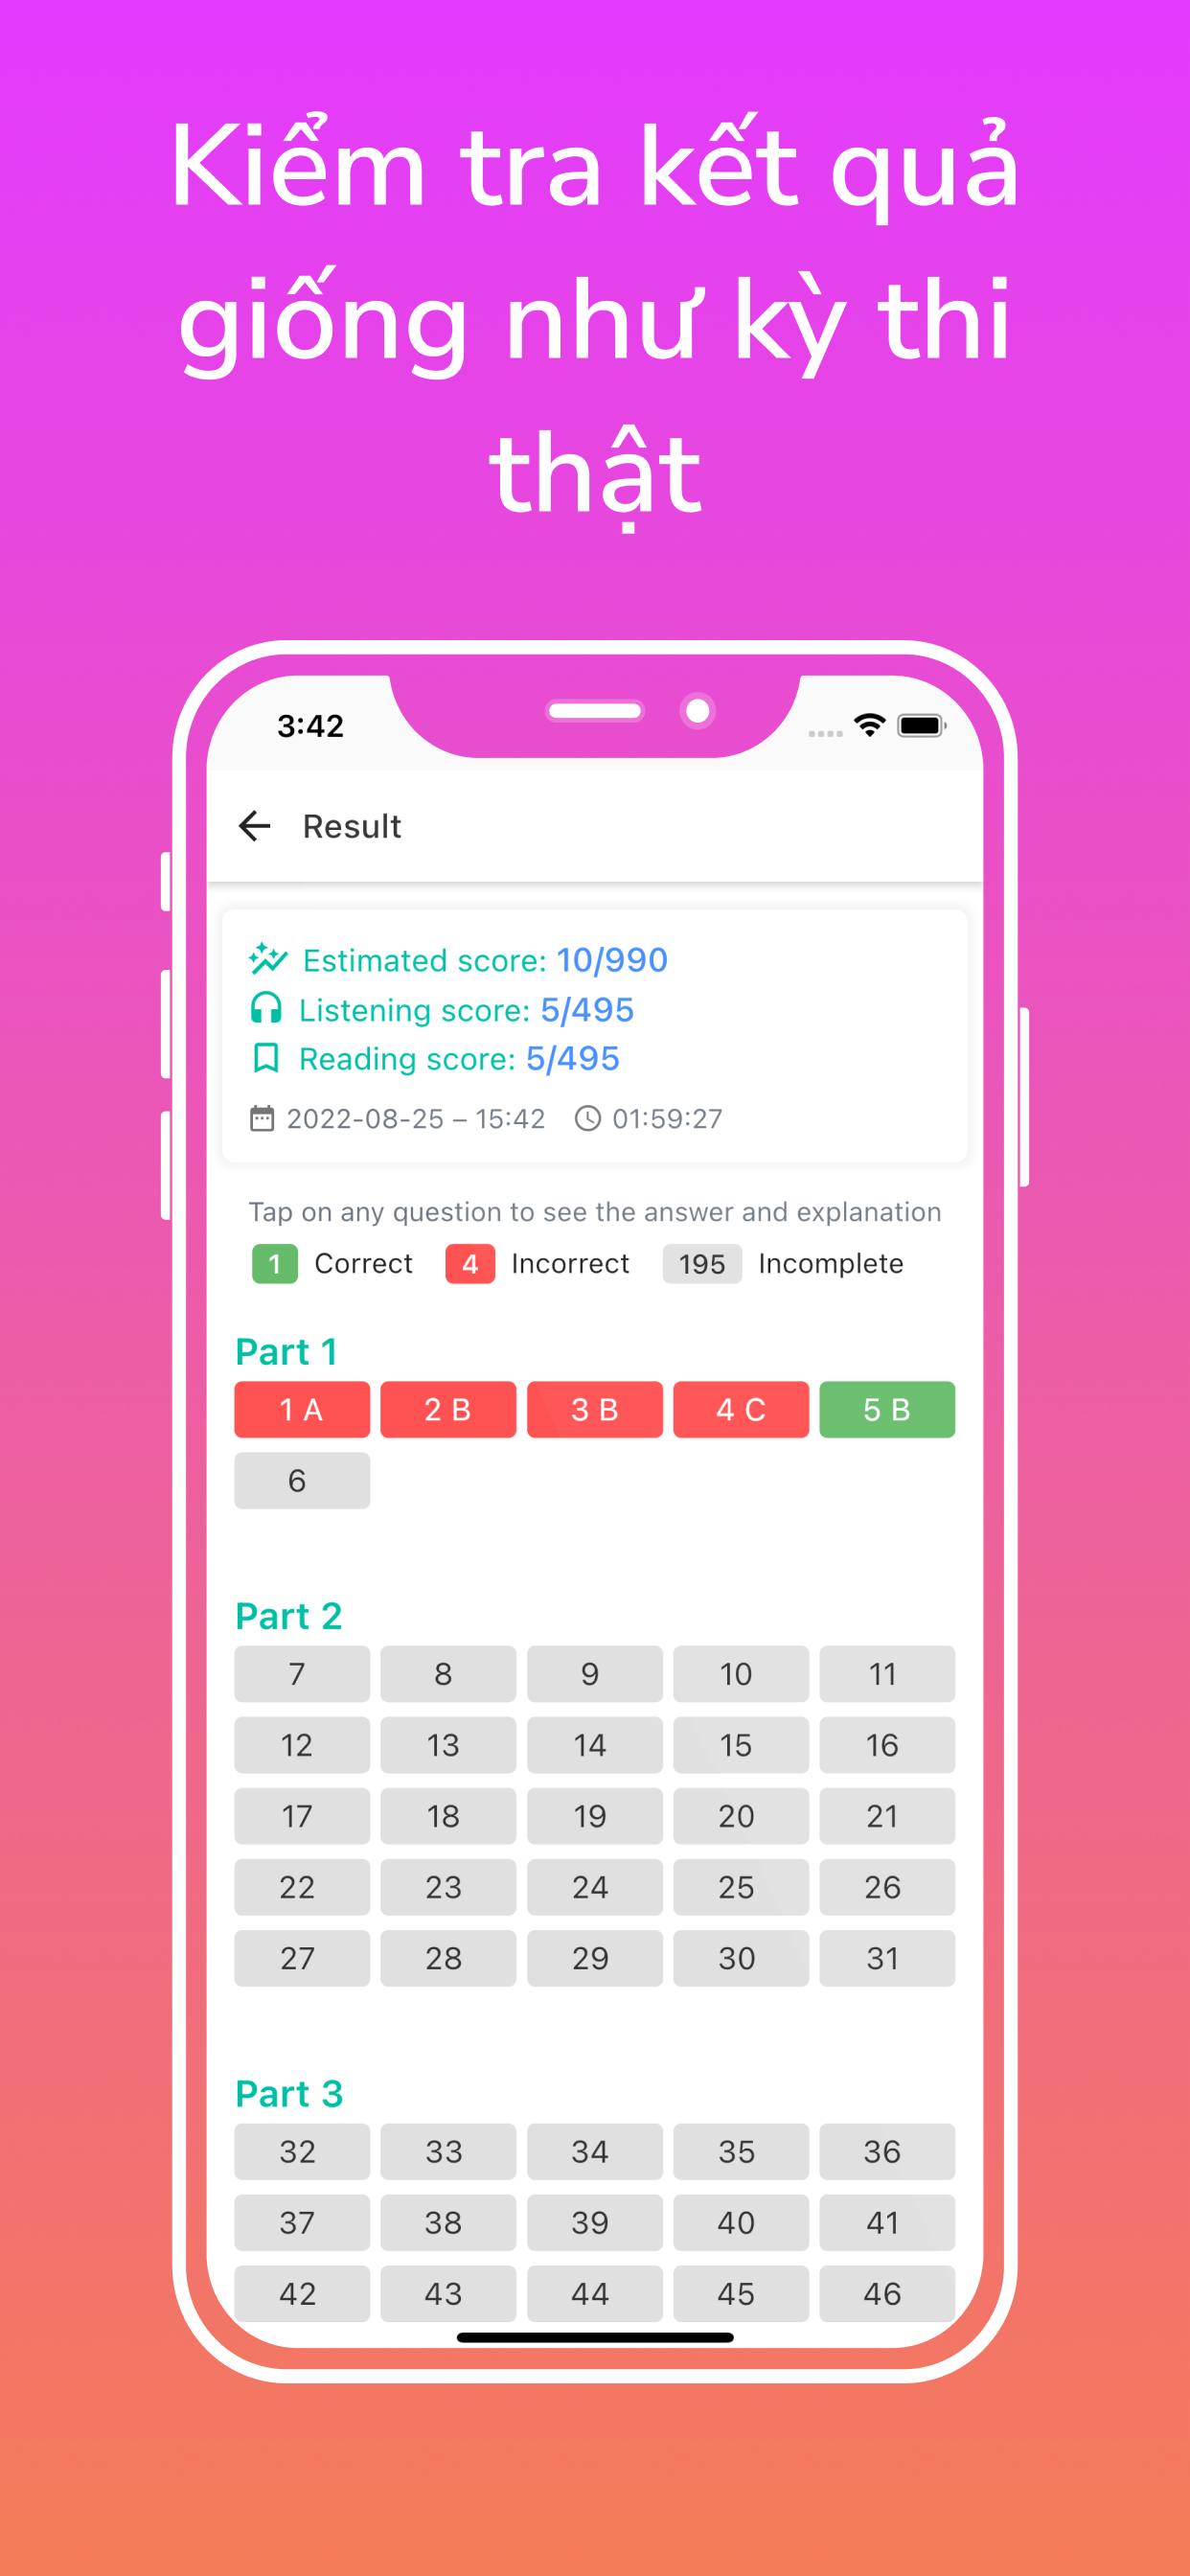 Kiểm tra kết quả
giống như kỳ thi
thật
3:42
Result
Estimated score: 10/990
Listening score: 5/495
Reading score: 5/495
2022-08-25 – 15:42 01:59:27
Tap on any question to see the answer and explanation
1 Correct 4 Incorrect 195 Incomplete
Part 1
1 A 2 B 3 B 4 C 5 B
6
Part 2
7 8 9 10 11
12 13 14 15 16
17 18 19 20 21
22 23 24 25 26
27 28 29 30 31
Part 3
32 33 34 35 36
37 38 39 40 41
42 43 44 45 46